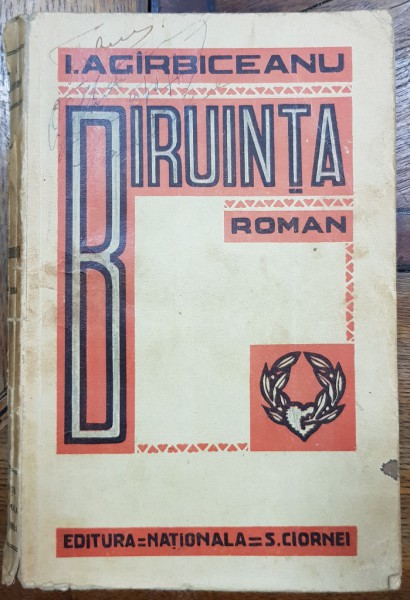 I. AGÎRBICEANU
BIRUINȚA
ROMAN
EDITURA=NAȚIONALA=S. CIORNEI